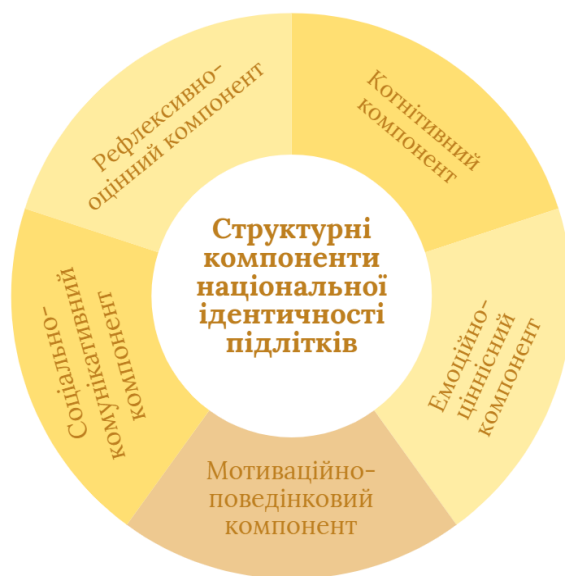 Структурні
компоненти
національної
ідентичності
підлітків
Когнітивний
компонент
Емоційно-
ціннісний
компонент
Мотиваційно-
поведінковий
компонент
Соціально-
комунікативний
компонент
Рефлексивно-
оцінний компонент